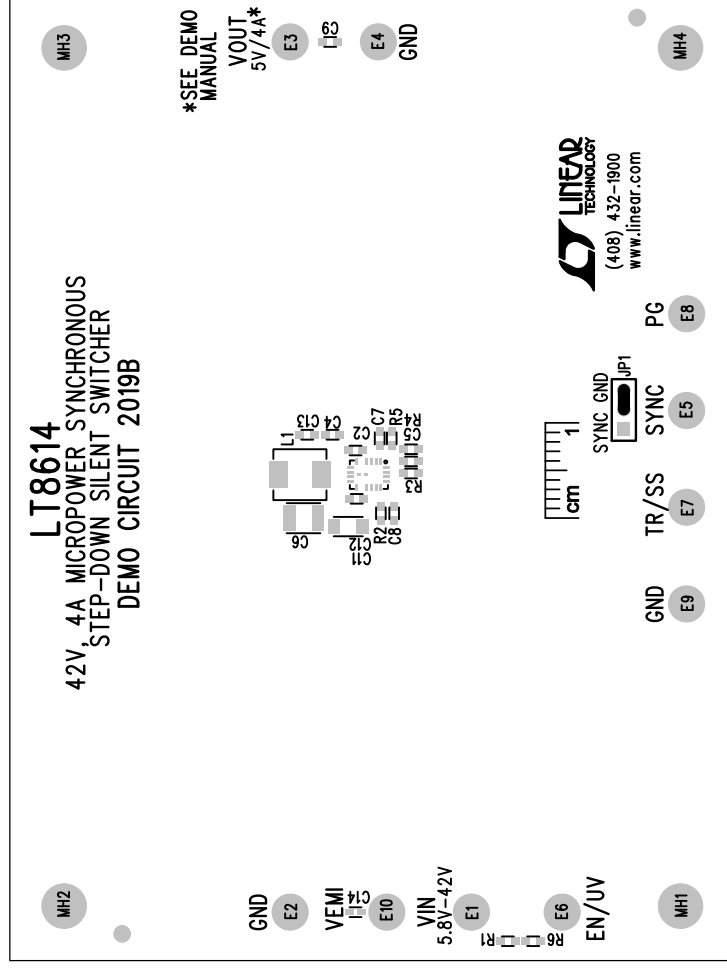 LT8614
42V, 4A MICROPOWER SYNCHRONOUS
STEP-DOWN SILENT SWITCHER
DEMO CIRCUIT 2019B
MH2
MH3
GND
E2
VEMI
C14
E10
VIN
5.8V-42V
E1
E6
EN/UV
R1
R6
MH1
*SEE DEMO
MANUAL
VOUT
5V/4A*
E3
C9
E4
GND
MH4
C13
C4
L1
C6
C2
C7
R5
R4
C5
R3
C12
C11
R2
C8
LINEAR
TECHNOLOGY
(408) 432-1900
www.linear.com
cm
1
SYNC GND
JP1
GND
E9
TR/SS
E7
SYNC
E5
PG
E8